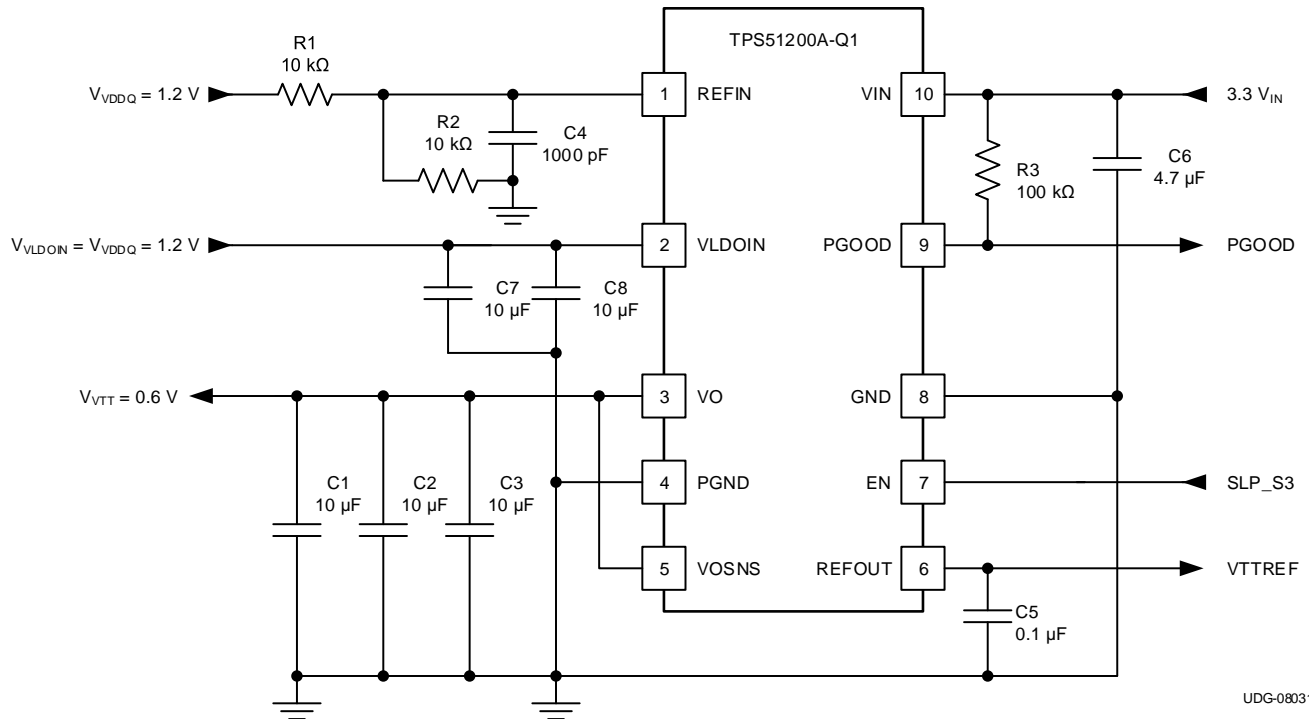 TPS51200A-Q1
R1
10 kΩ
V_VDDQ = 1.2 V
1 REFIN
VIN 10
3.3 V_IN
R2
10 kΩ
C4
1000 pF
R3
100 kΩ
C6
4.7 µF
V_VLDOIN = V_VDDQ = 1.2 V
2 VLDOIN
PGOOD 9
PGOOD
C7
10 µF
C8
10 µF
V_VTT = 0.6 V
3 VO
GND 8
C1
10 µF
C2
10 µF
C3
10 µF
4 PGND
EN 7
SLP_S3
5 VOSNS
REFOUT 6
VTTREF
C5
0.1 µF